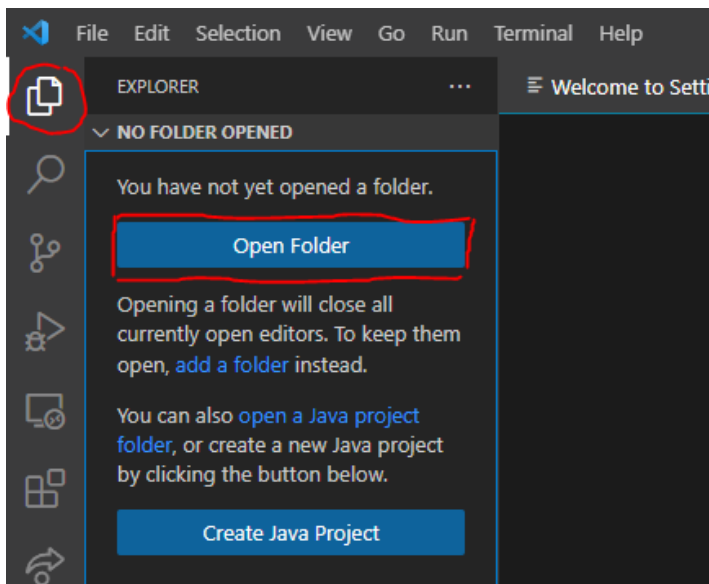 File Edit Selection View Go Run Terminal Help
EXPLORER ...
Welcome to Setti
NO FOLDER OPENED
You have not yet opened a folder.
Open Folder
Opening a folder will close all
currently open editors. To keep them
open, add a folder instead.
You can also open a Java project
folder, or create a new Java project
by clicking the button below.
Create Java Project